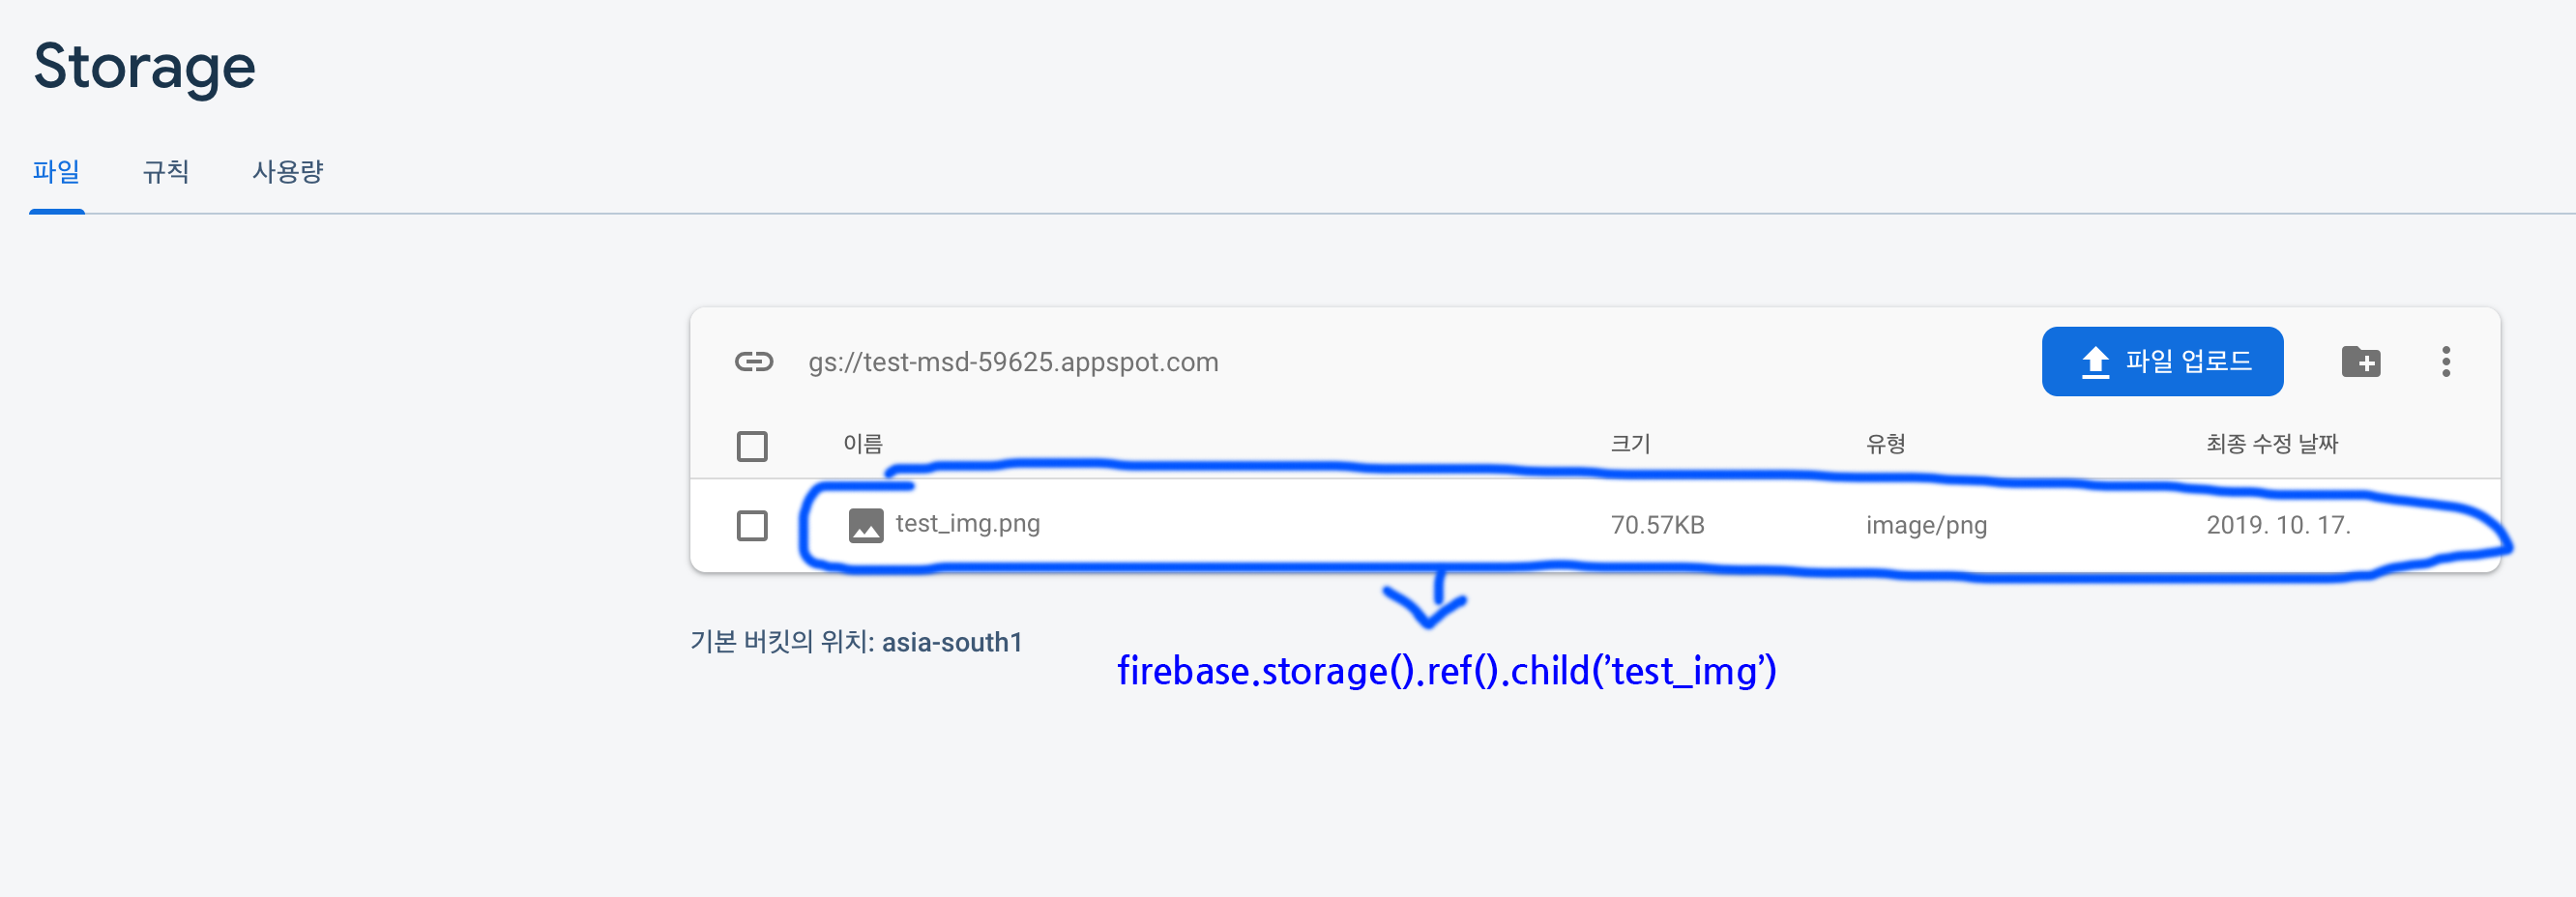 Storage
파일 규칙 사용량
gs://test-msd-59625.appspot.com 파일 업로드
이름 크기 유형 최종 수정 날짜
test_img.png 70.57KB image/png 2019. 10. 17.
기본 버킷의 위치: asia-south1
firebase.storage().ref().child(’test_img’)